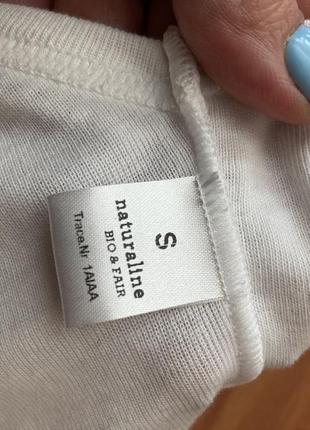 S
naturaline
BIO & FAIR
Trace.Nr 1AIAA